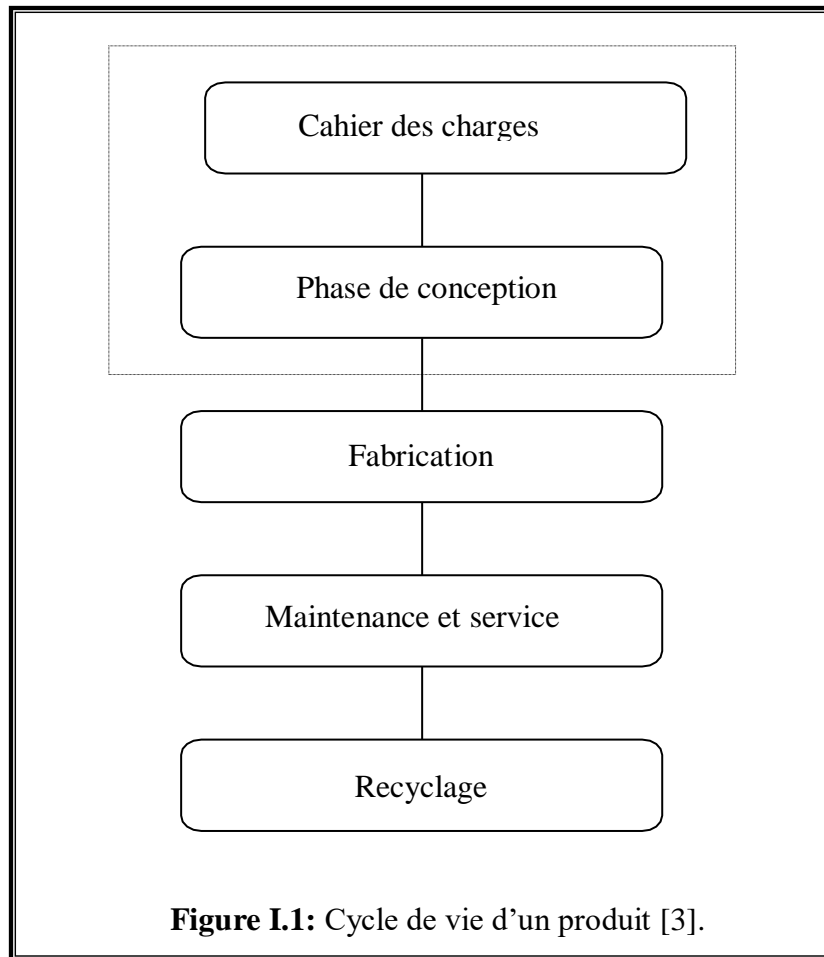 Cahier des charges
Phase de conception
Fabrication
Maintenance et service
Recyclage
Figure I.1: Cycle de vie d’un produit [3].